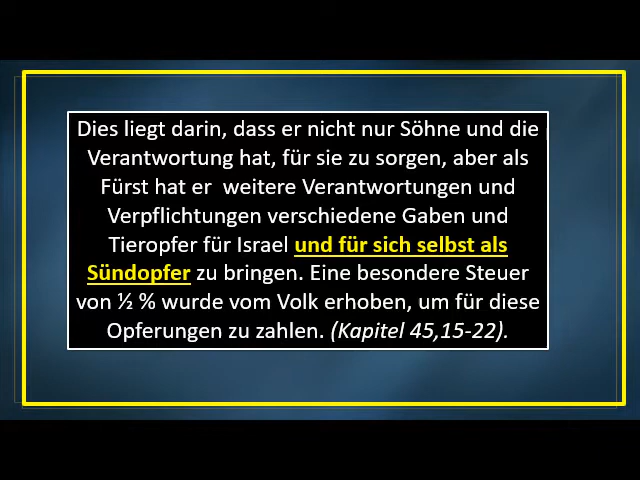 Dies liegt darin, dass er nicht nur Söhne und die
Verantwortung hat, für sie zu sorgen, aber als
Fürst hat er  weitere Verantwortungen und
Verpflichtungen verschiedene Gaben und
Tieropfer für Israel und für sich selbst als
Sündopfer zu bringen. Eine besondere Steuer
von ½ % wurde vom Volk erhoben, um für diese
Opferungen zu zahlen. (Kapitel 45,15-22).